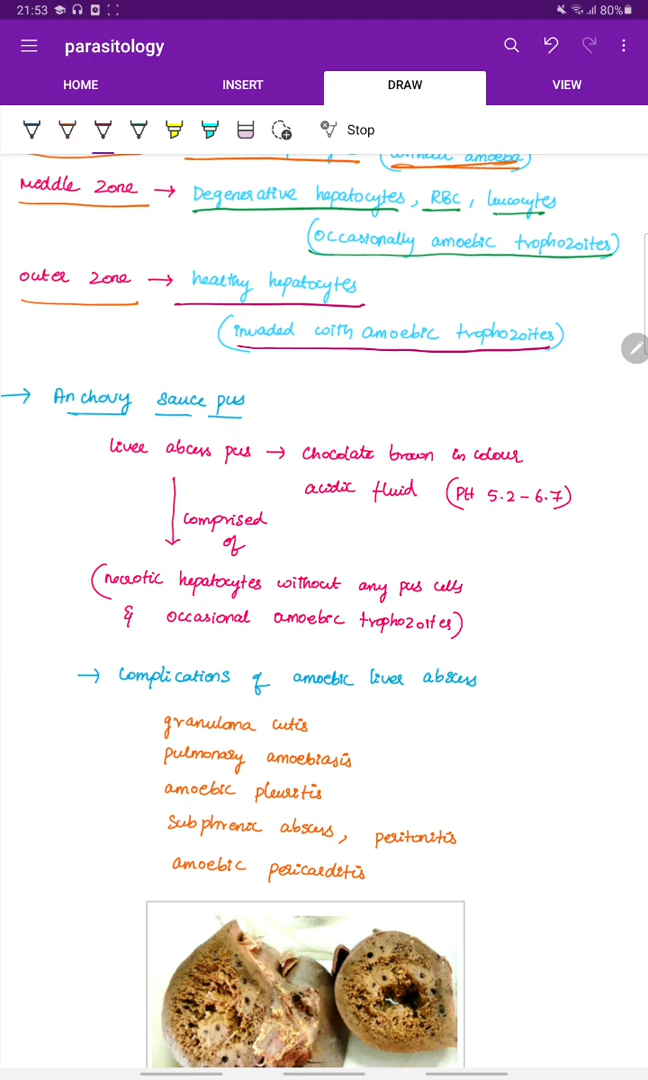 21:53 80%
parasitology
HOME INSERT DRAW VIEW
Stop
(without amoeba)
Meddle zone → Degenerative hepatocytes, RBC, leucocytes
(occasionally amoebic trophozoites)
outer zone → healthy hepatocytes
(invaded with amoebic trophozoites)
→ Anchovy sauce pus
liver abcess pus → chocolate brown in colour
acidic fluid (PH 5.2-6.7)
comprised
of
(necrotic hepatocytes without any pus cells
& occasional amoebic trophozoites)
→ complications of amoebic liver abscess
granuloma cutis
pulmonary amoebiasis
amoebic pleuritis
Subphrenic abscess, peritonitis
amoebic pericarditis